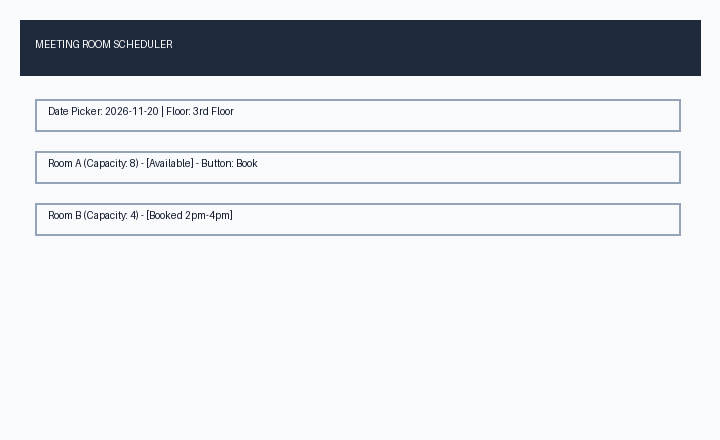 MEETING ROOM SCHEDULER
Date Picker: 2026-11-20 | Floor: 3rd Floor
Room A (Capacity: 8) - [Available] - Button: Book
Room B (Capacity: 4) - [Booked 2pm-4pm]